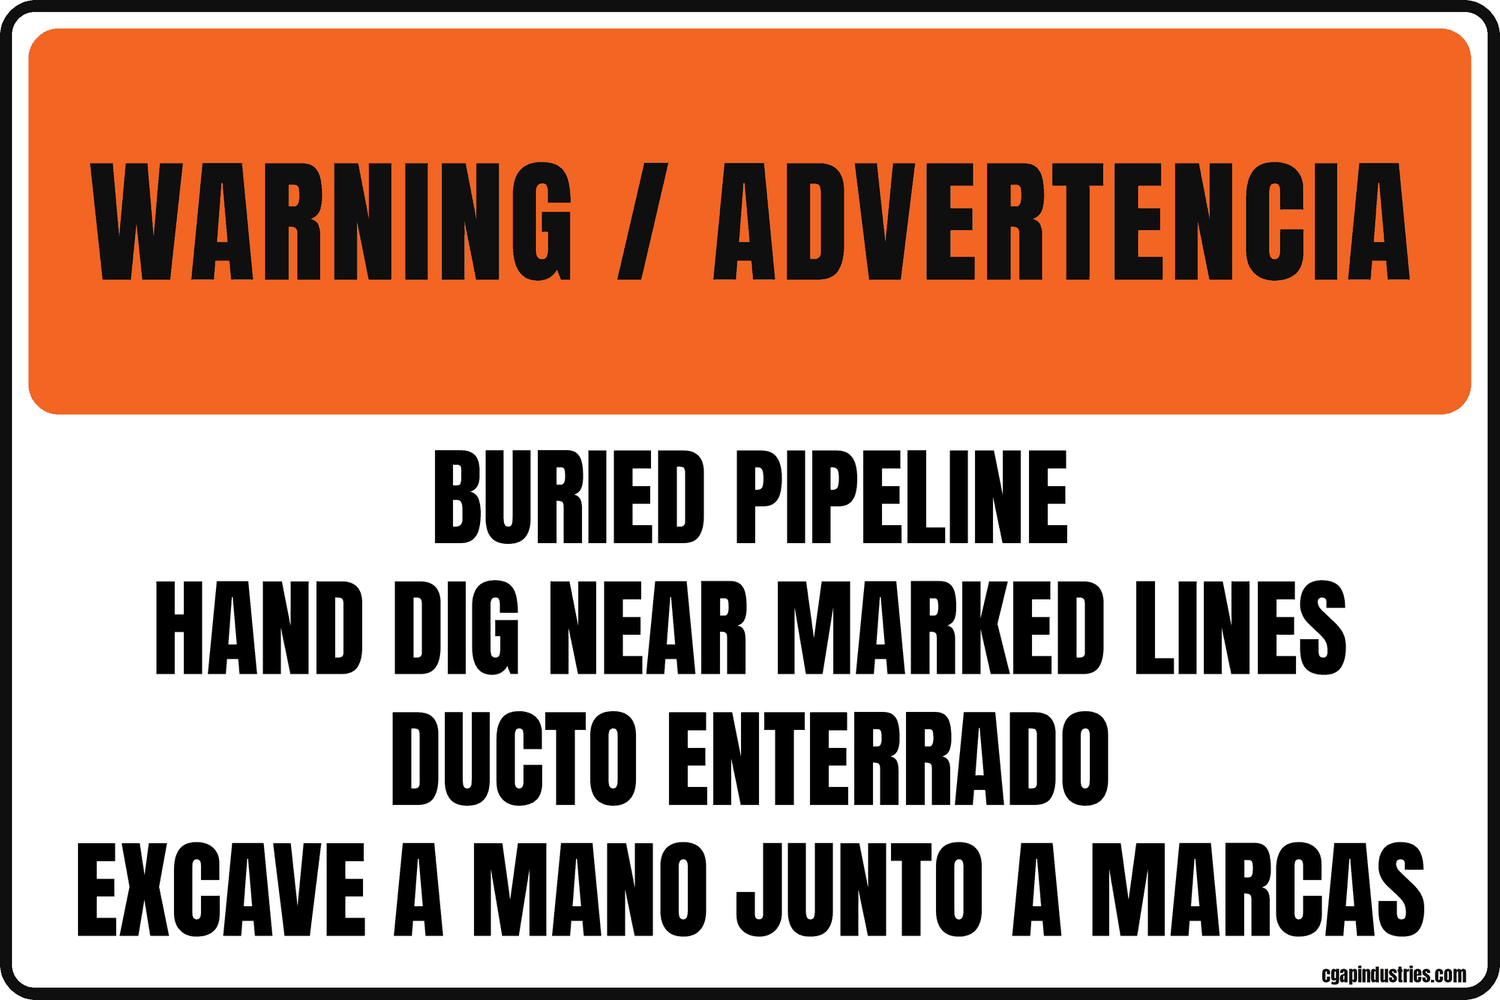 WARNING / ADVERTENCIA
BURIED PIPELINE
HAND DIG NEAR MARKED LINES
DUCTO ENTERRADO
EXCAVE A MANO JUNTO A MARCAS
cgapindustries.com